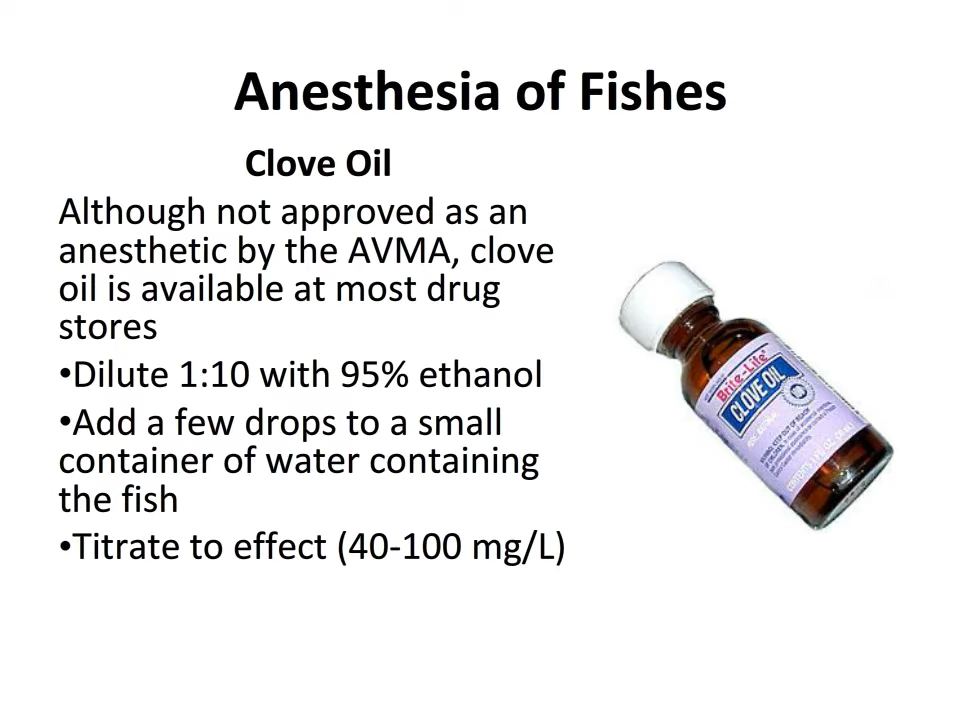 Anesthesia of Fishes
Clove Oil
Although not approved as an
anesthetic by the AVMA, clove
oil is available at most drug
stores
•Dilute 1:10 with 95% ethanol
•Add a few drops to a small
container of water containing
the fish
•Titrate to effect (40-100 mg/L)
Brite-Lite
CLOVE OIL